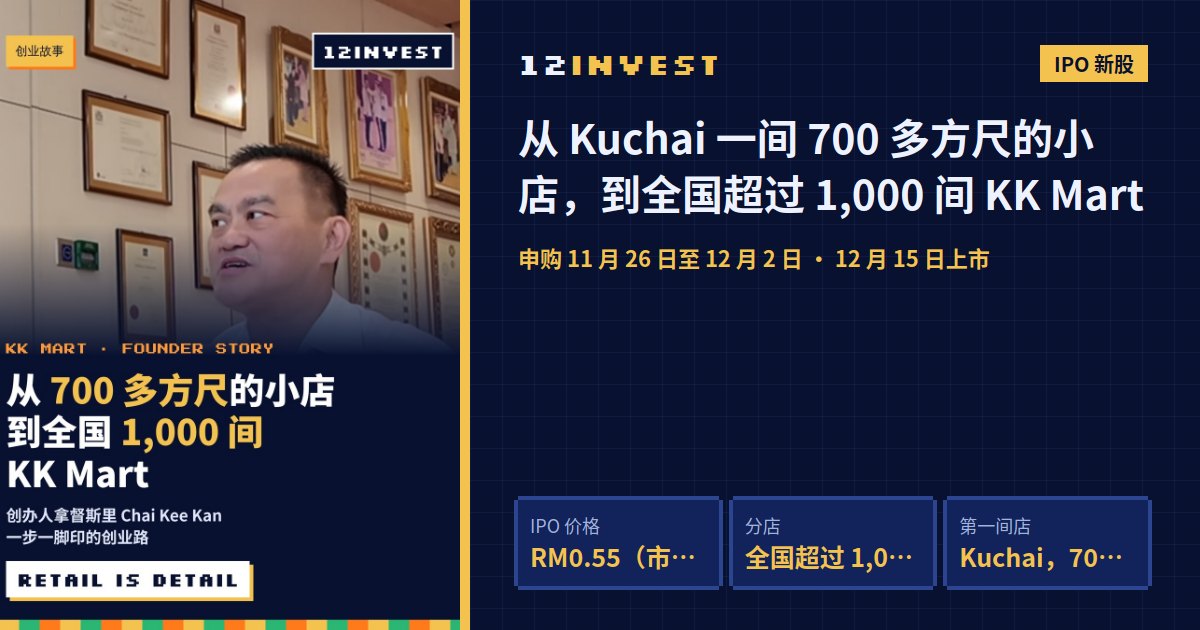 创业故事
12INVEST
KK MART · FOUNDER STORY
从 700 多方尺的小店
到全国 1,000 间
KK Mart
创办人拿督斯里 Chai Kee Kan
一步一脚印的创业路
RETAIL IS DETAIL
12INVEST
IPO 新股
从 Kuchai 一间 700 多方尺的小
店，到全国超过 1,000 间 KK Mart
申购 11 月 26 日至 12 月 2 日 · 12 月 15 日上市
IPO 价格
RM0.55（市…
分店
全国超过 1,0…
第一间店
Kuchai，70…